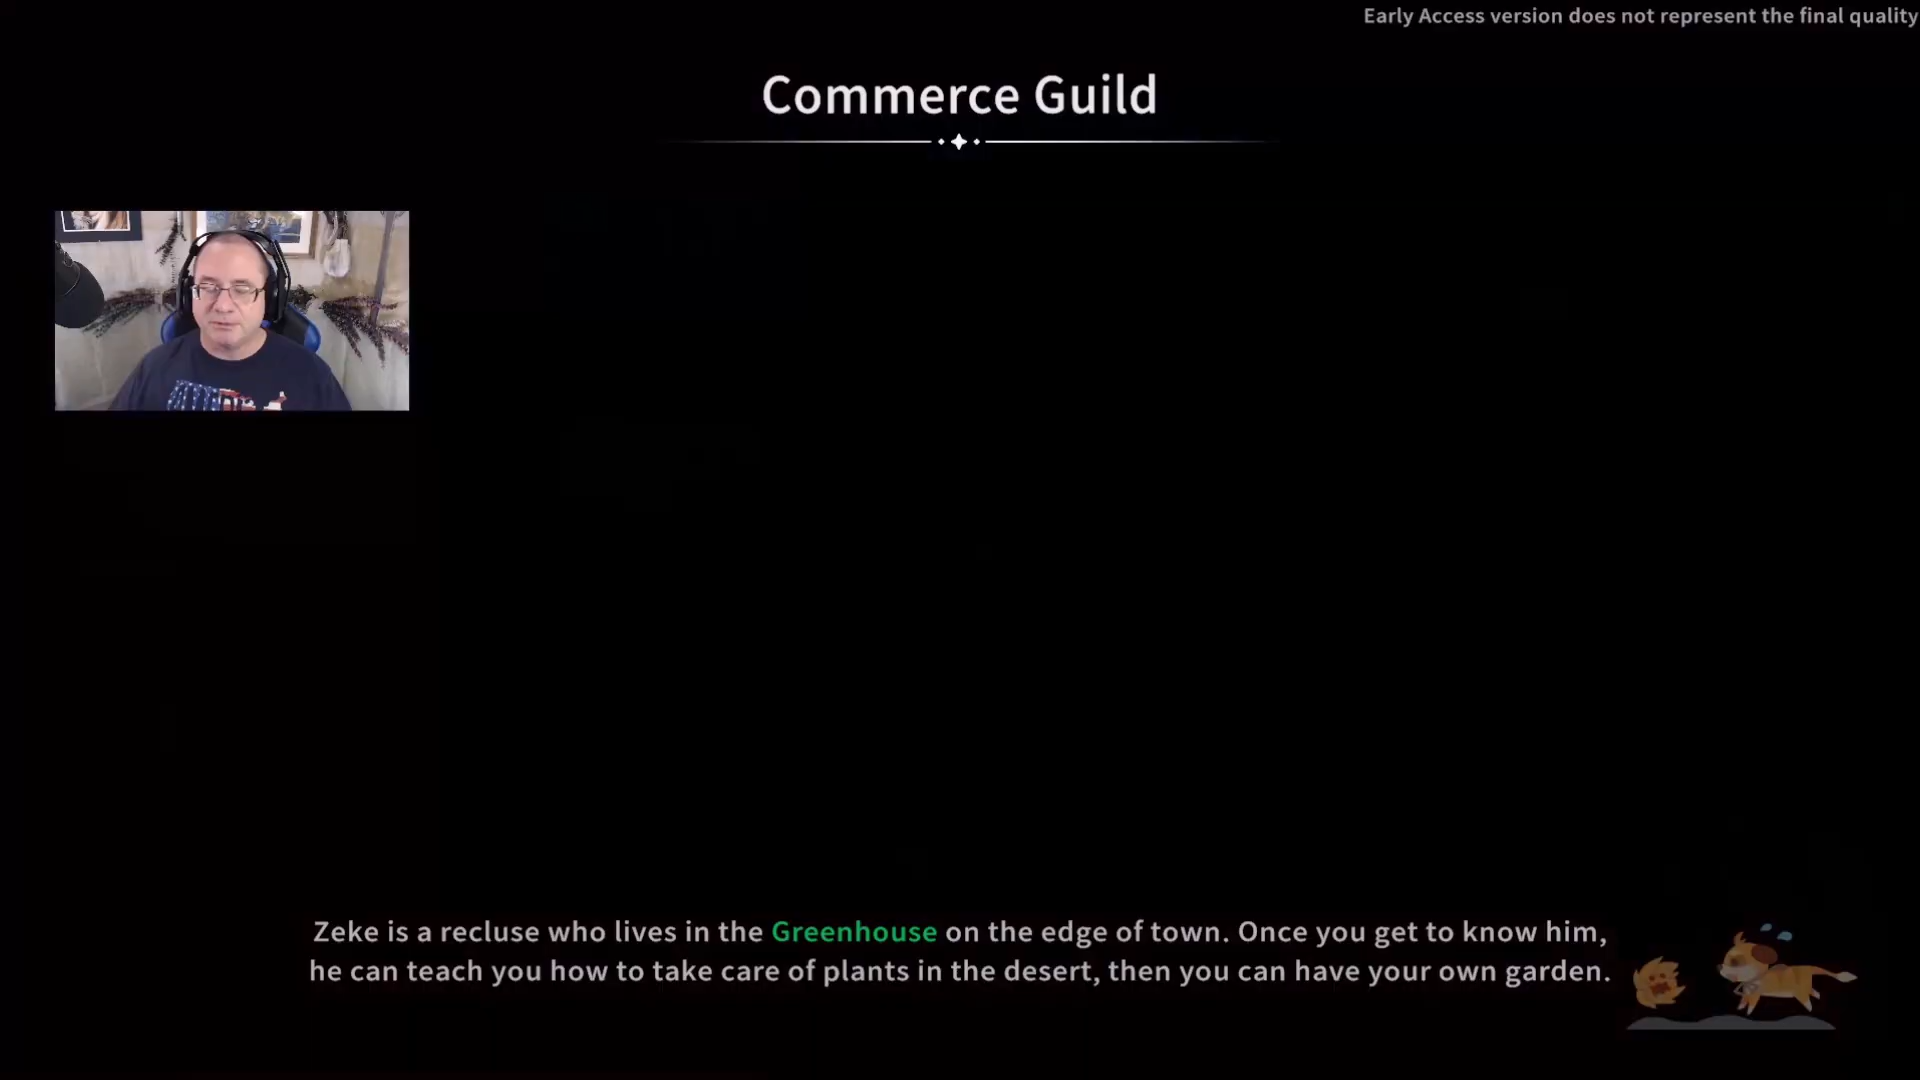 Early Access version does not represent the final quality
Commerce Guild
Zeke is a recluse who lives in the Greenhouse on the edge of town. Once you get to know him,
he can teach you how to take care of plants in the desert, then you can have your own garden.